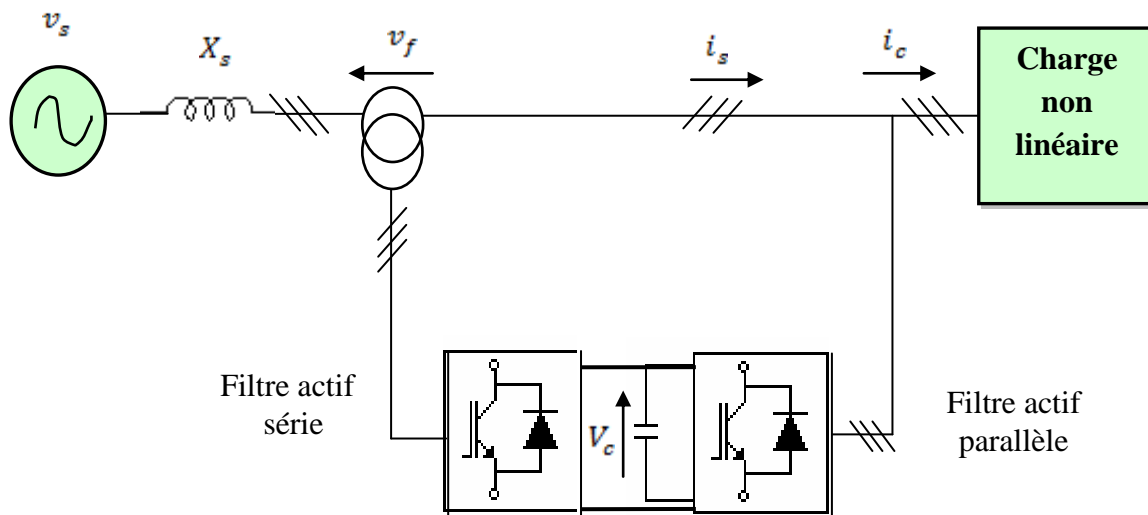 v_s
X_s
v_f
i_s
i_c
Charge
non
linéaire
Filtre actif
série
V_c
Filtre actif
parallèle